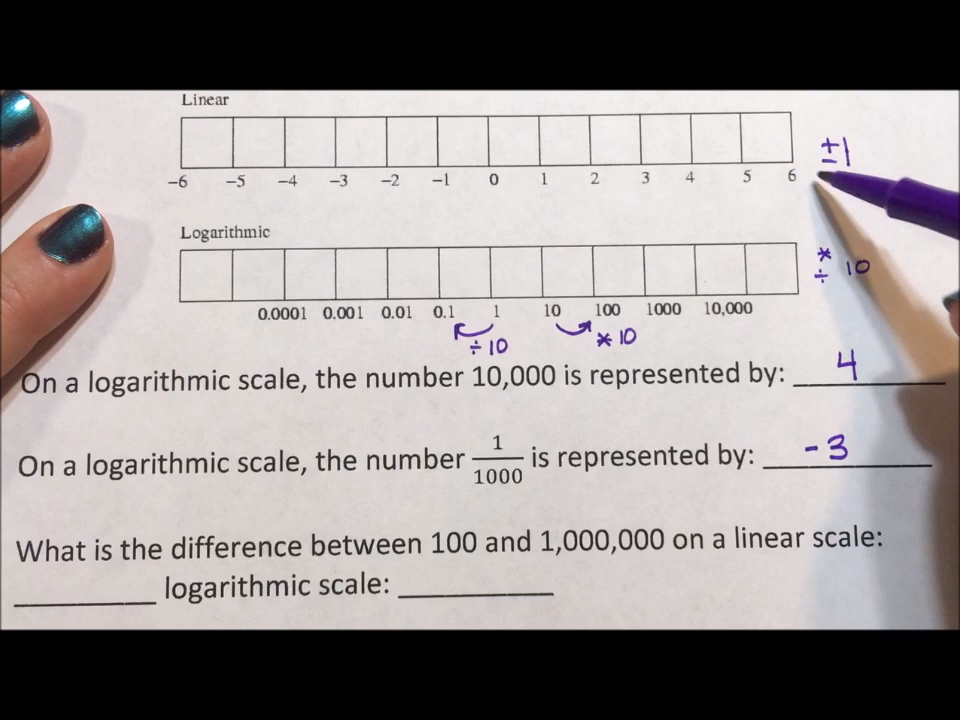 Linear
±1
−6 −5 −4 −3 −2 −1 0 1 2 3 4 5 6
Logarithmic
* ÷ 10
0.0001 0.001 0.01 0.1 1 10 100 1000 10,000
÷ 10 * 10
On a logarithmic scale, the number 10,000 is represented by: 4
On a logarithmic scale, the number 1/1000 is represented by: -3
What is the difference between 100 and 1,000,000 on a linear scale:
__________ logarithmic scale: ___________